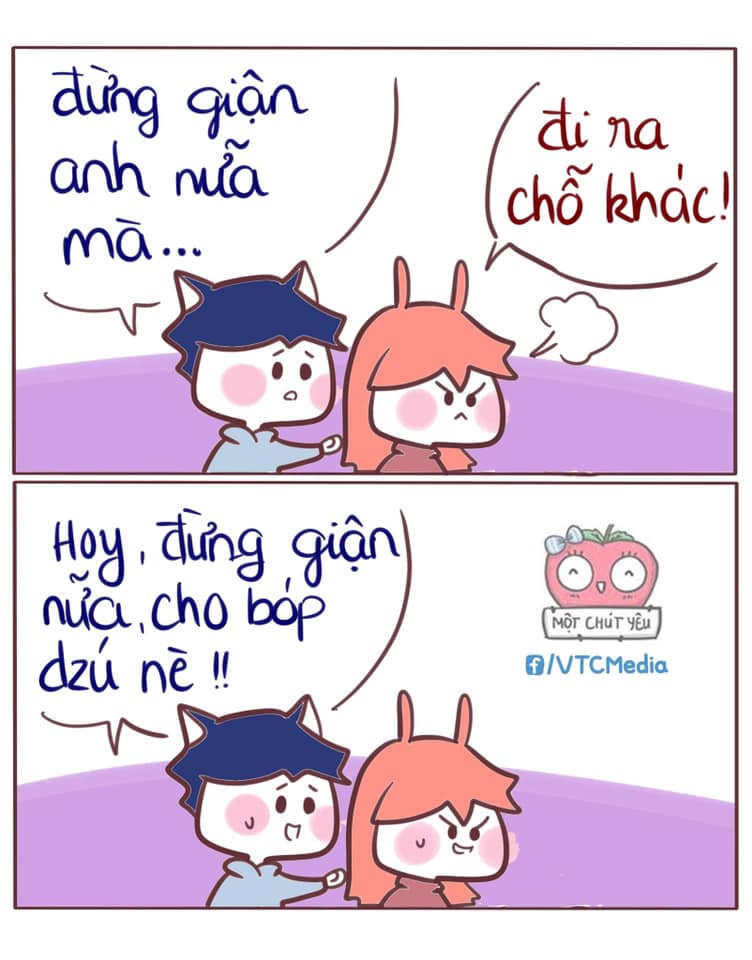 đừng giận
anh nữa
mà...
đi ra
chỗ khác!
Hoy, đừng giận
nữa, cho bóp
dzú nè !!
MỘT CHÚT YÊU
f/VTCMedia